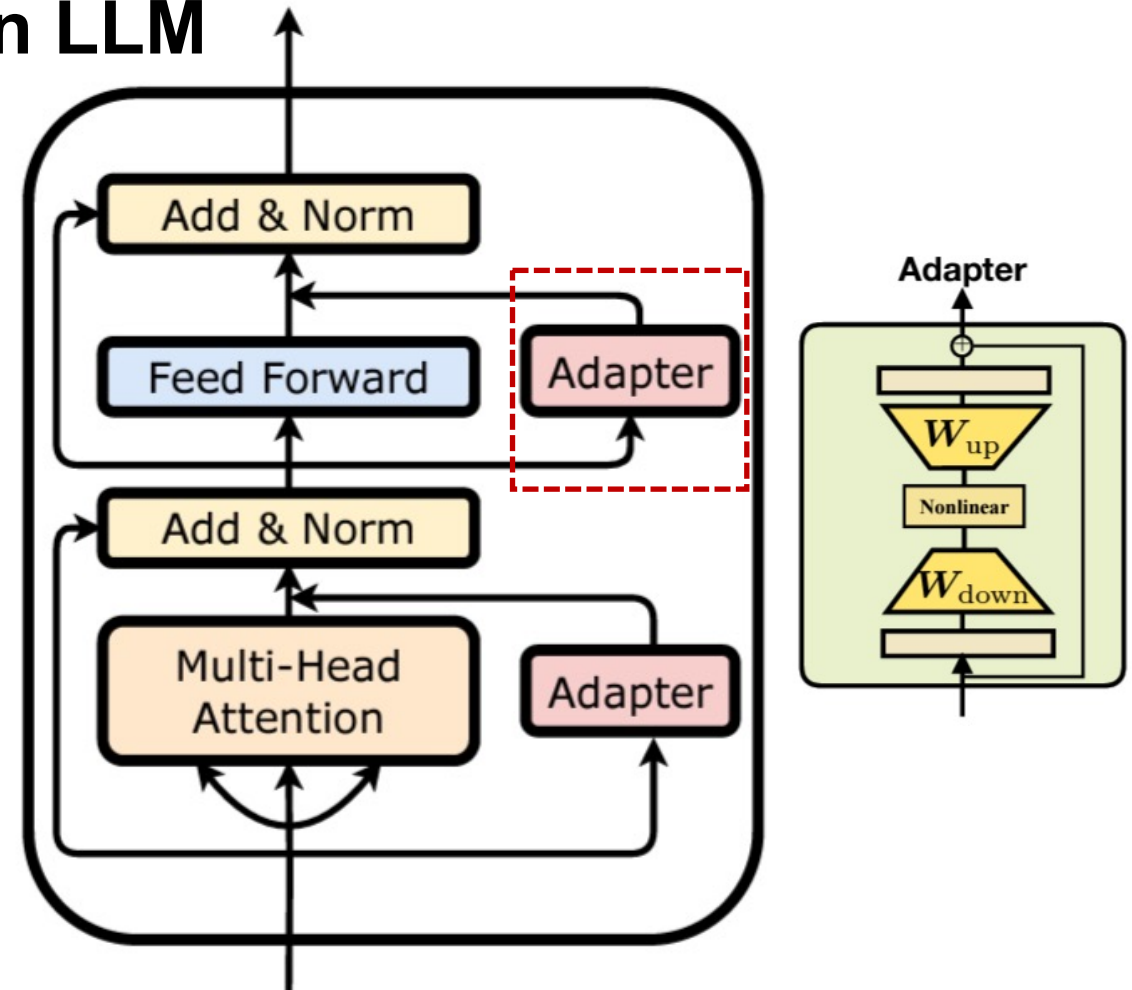 n LLM
Add & Norm
Feed Forward
Adapter
Add & Norm
Multi-Head
Attention
Adapter
Adapter
W up
Nonlinear
W down